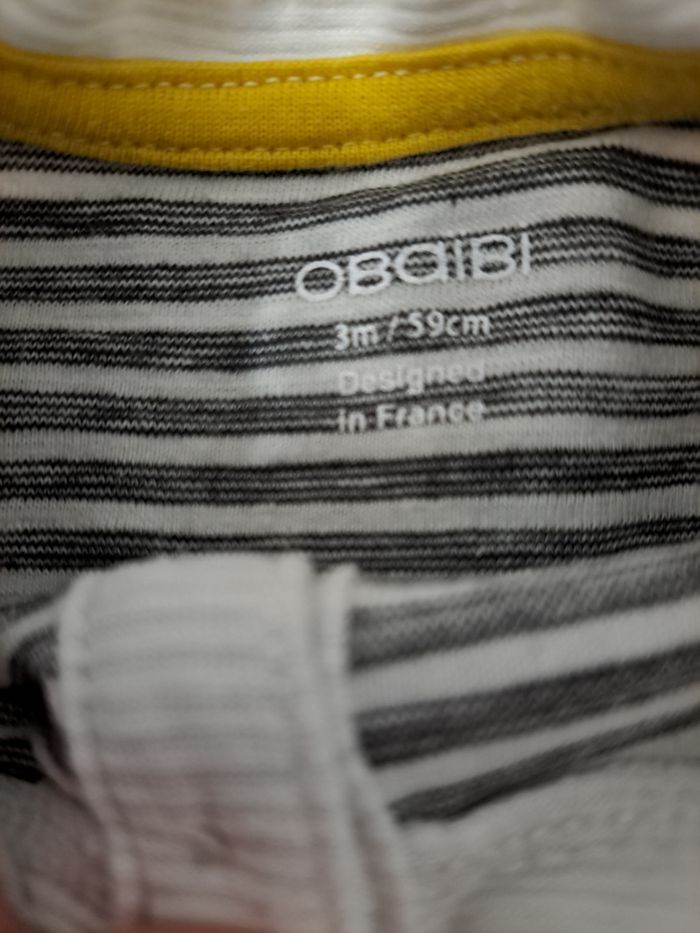 OBaIBI
3m / 59cm
Designed
in France